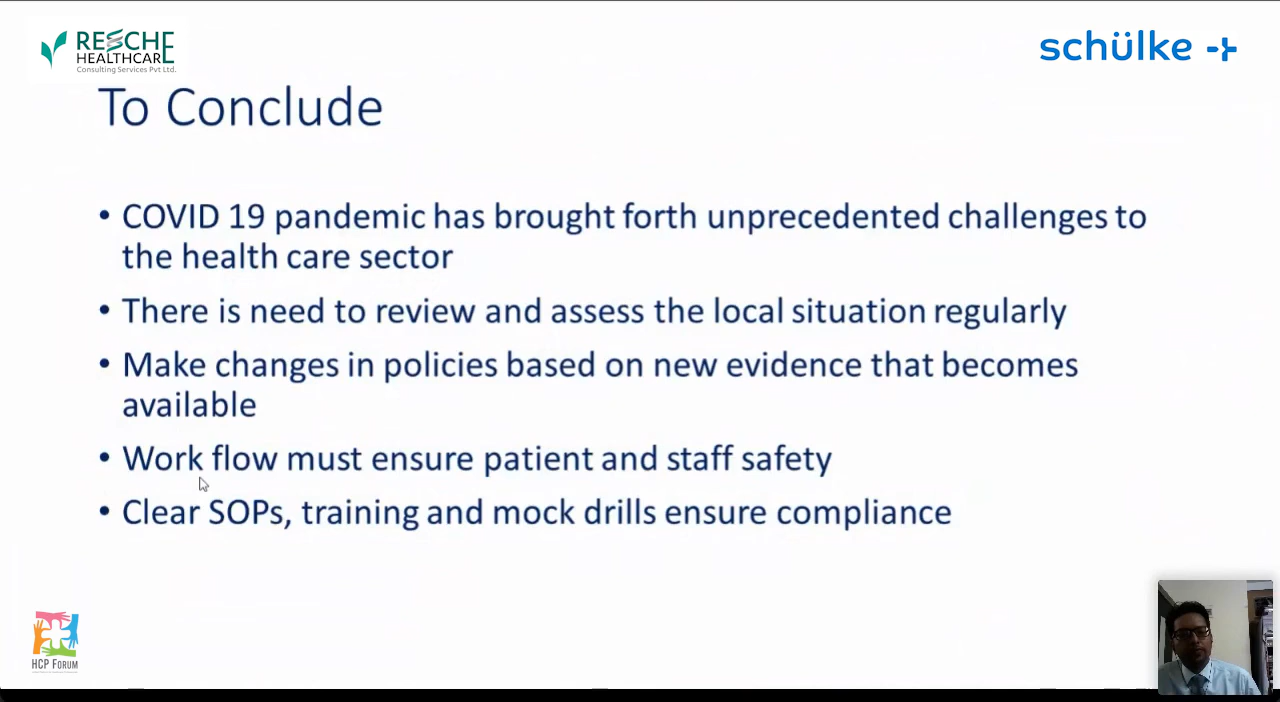 RESCHE
HEALTHCARE
Consulting Services Pvt Ltd.
schülke
To Conclude
• COVID 19 pandemic has brought forth unprecedented challenges to
the health care sector
• There is need to review and assess the local situation regularly
• Make changes in policies based on new evidence that becomes
available
• Work flow must ensure patient and staff safety
• Clear SOPs, training and mock drills ensure compliance
HCP FORUM